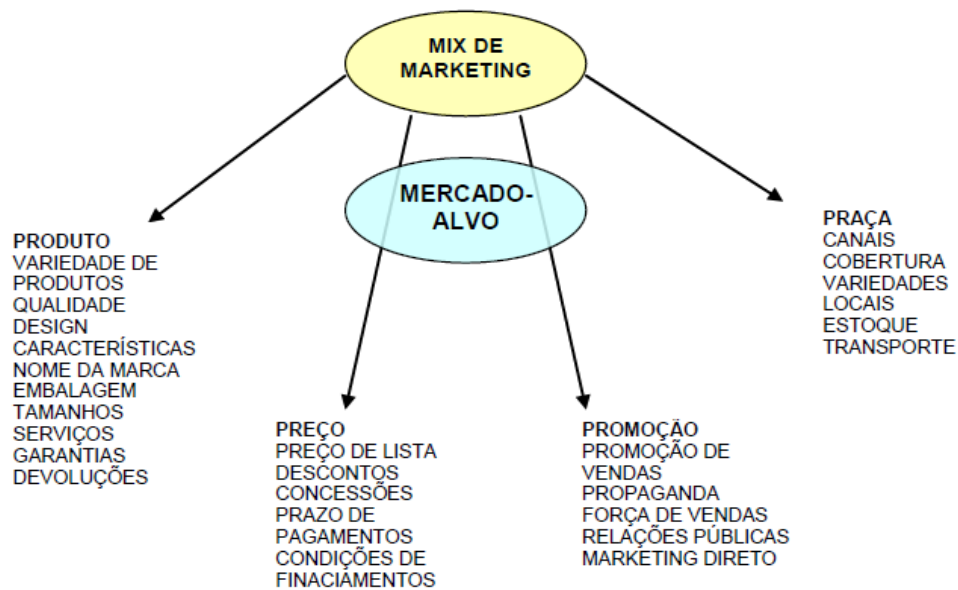 MIX DE
MARKETING
MERCADO-
ALVO
PRODUTO
VARIEDADE DE
PRODUTOS
QUALIDADE
DESIGN
CARACTERÍSTICAS
NOME DA MARCA
EMBALAGEM
TAMANHOS
SERVIÇOS
GARANTIAS
DEVOLUÇÕES
PREÇO
PREÇO DE LISTA
DESCONTOS
CONCESSÕES
PRAZO DE
PAGAMENTOS
CONDIÇÕES DE
FINACIAMENTOS
PROMOÇÃO
PROMOÇÃO DE
VENDAS
PROPAGANDA
FORÇA DE VENDAS
RELAÇÕES PÚBLICAS
MARKETING DIRETO
PRAÇA
CANAIS
COBERTURA
VARIEDADES
LOCAIS
ESTOQUE
TRANSPORTE